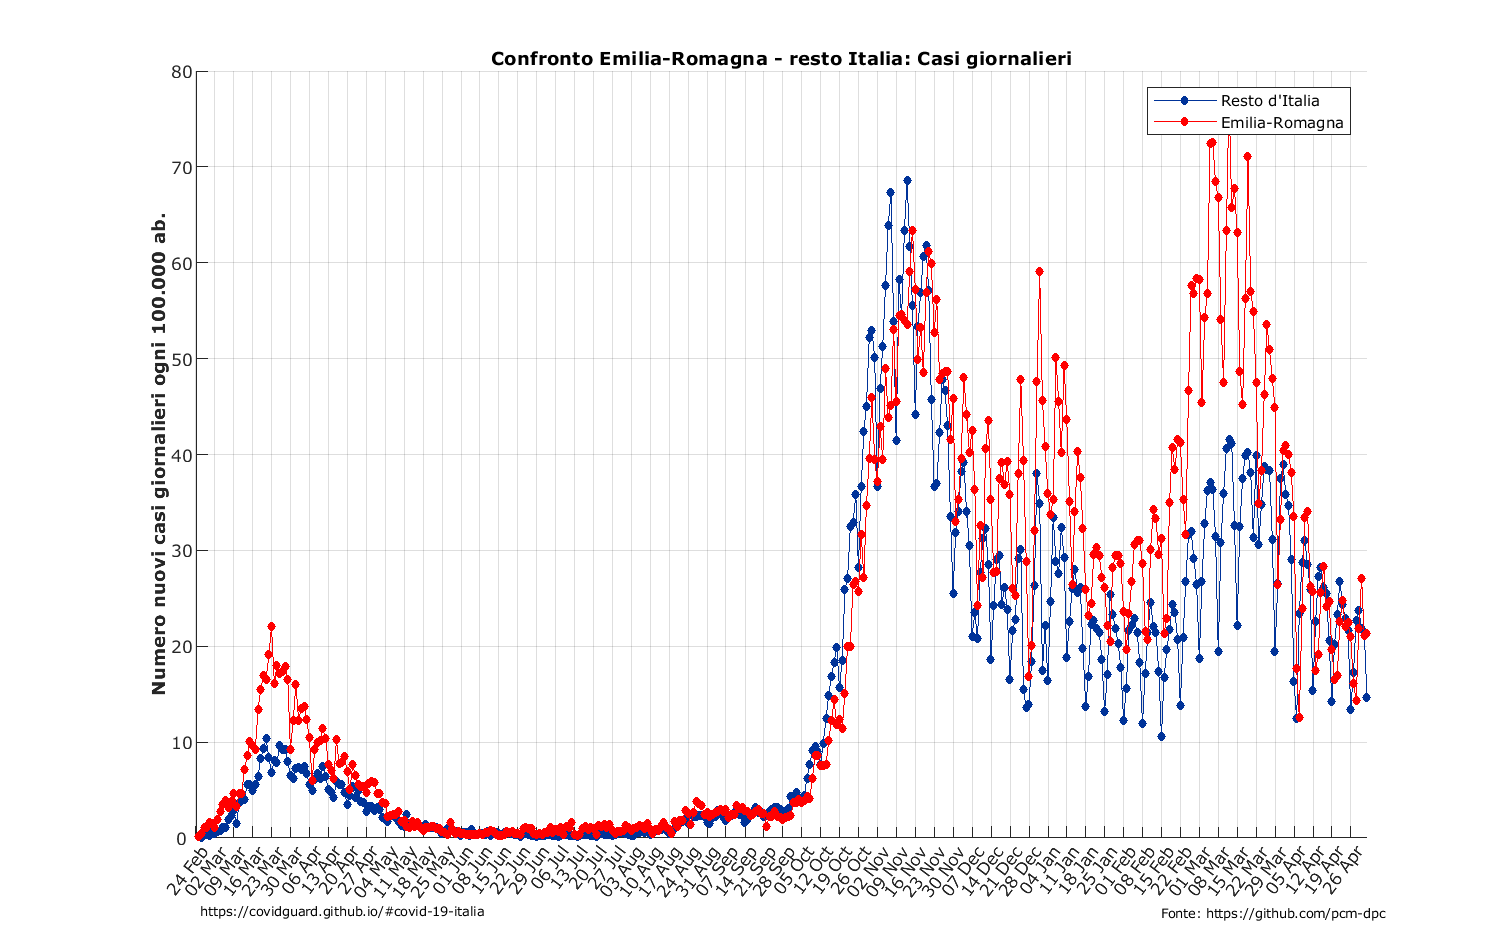 Confronto Emilia-Romagna - resto Italia: Casi giornalieri
Resto d'Italia
Emilia-Romagna
Numero nuovi casi giornalieri ogni 100.000 ab.
80
70
60
50
40
30
20
10
0
24 Feb
02 Mar
09 Mar
16 Mar
23 Mar
30 Mar
06 Apr
13 Apr
20 Apr
27 Apr
04 May
11 May
18 May
25 May
01 Jun
08 Jun
15 Jun
22 Jun
29 Jun
06 Jul
13 Jul
20 Jul
27 Jul
03 Aug
10 Aug
17 Aug
24 Aug
31 Aug
07 Sep
14 Sep
21 Sep
28 Sep
05 Oct
12 Oct
19 Oct
26 Oct
02 Nov
09 Nov
16 Nov
23 Nov
30 Nov
07 Dec
14 Dec
21 Dec
28 Dec
04 Jan
11 Jan
18 Jan
25 Jan
01 Feb
08 Feb
15 Feb
22 Feb
01 Mar
08 Mar
15 Mar
22 Mar
29 Mar
05 Apr
12 Apr
19 Apr
26 Apr
https://covidguard.github.io/#covid-19-italia
Fonte: https://github.com/pcm-dpc